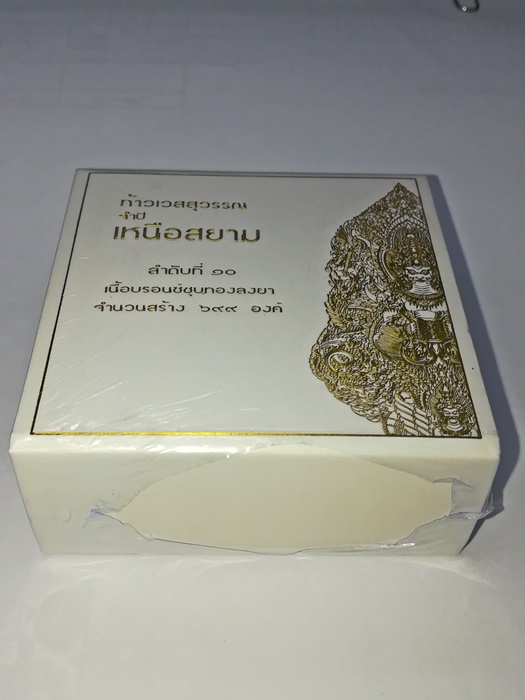 ท้าวเวสสุวรรณ
จำปี
เหนือสยาม
ลำดับที่ ๑๐
เนื้อบรอนซ์ชุบทองลงยา
จำนวนสร้าง ๖๙๙ องค์